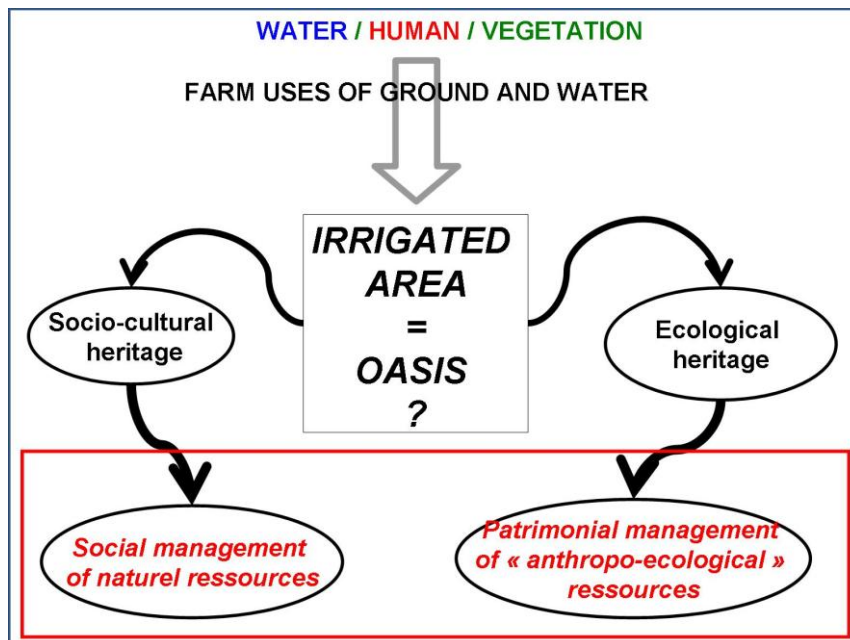 WATER / HUMAN / VEGETATION
FARM USES OF GROUND AND WATER
IRRIGATED
AREA
=
OASIS
?
Socio-cultural
heritage
Ecological
heritage
Social management
of naturel ressources
Patrimonial management
of « anthropo-ecological »
ressources